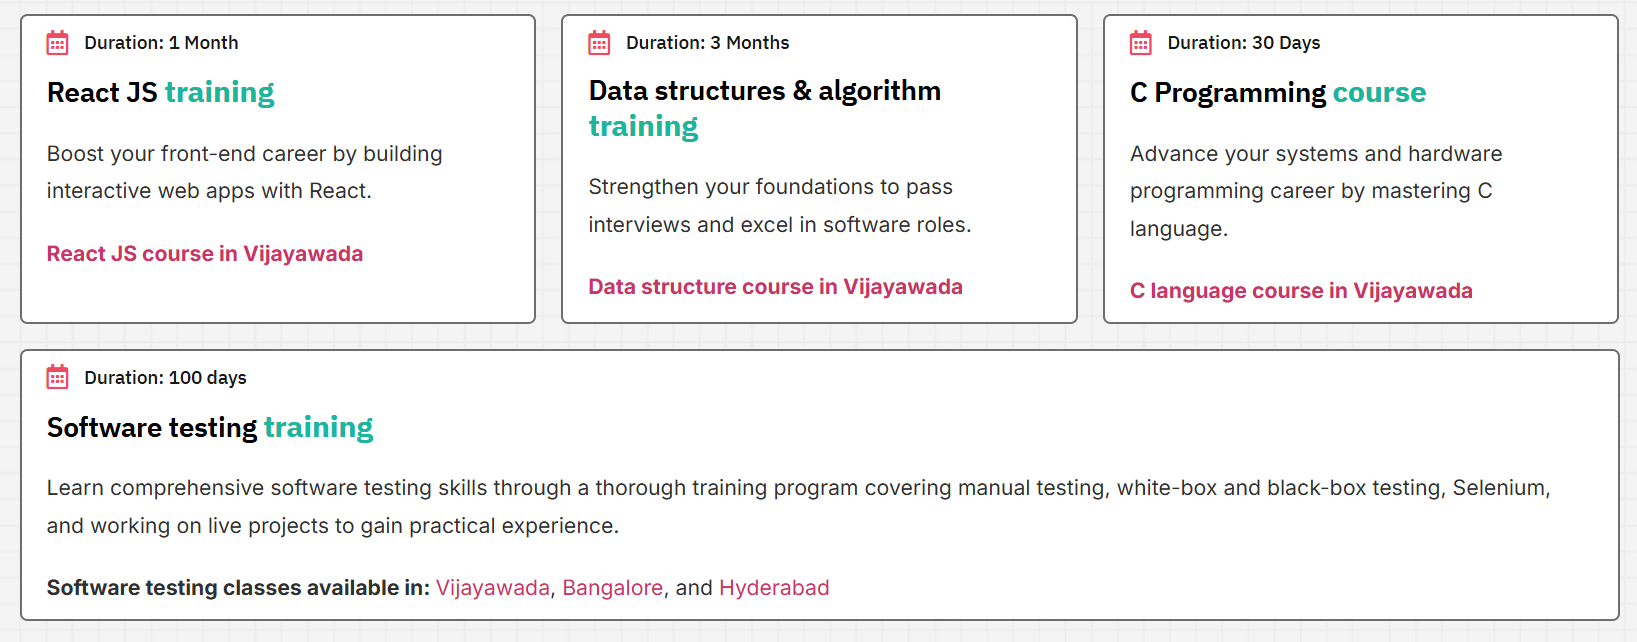 Duration: 1 Month
React JS training
Boost your front-end career by building
interactive web apps with React.
React JS course in Vijayawada
Duration: 3 Months
Data structures & algorithm
training
Strengthen your foundations to pass
interviews and excel in software roles.
Data structure course in Vijayawada
Duration: 30 Days
C Programming course
Advance your systems and hardware
programming career by mastering C
language.
C language course in Vijayawada
Duration: 100 days
Software testing training
Learn comprehensive software testing skills through a thorough training program covering manual testing, white-box and black-box testing, Selenium,
and working on live projects to gain practical experience.
Software testing classes available in: Vijayawada, Bangalore, and Hyderabad